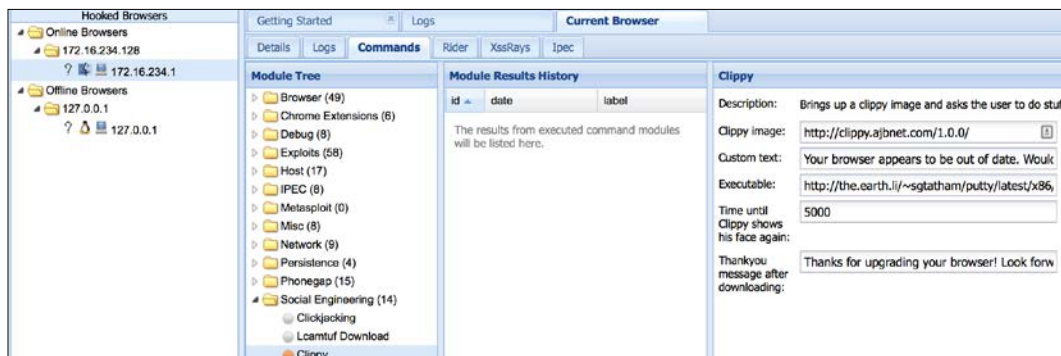 Hooked Browsers
Online Browsers
172.16.234.128
? 172.16.234.1
Offline Browsers
127.0.0.1
? 127.0.0.1
Getting Started
Logs
Current Browser
Details
Logs
Commands
Rider
XssRays
Ipec
Module Tree
Browser (49)
Chrome Extensions (6)
Debug (8)
Exploits (58)
Host (17)
IPEC (8)
Metasploit (0)
Misc (8)
Network (9)
Persistence (4)
Phonegap (15)
Social Engineering (14)
Clickjacking
Lcamtuf Download
Clippy
Module Results History
id date label
The results from executed command modules
will be listed here.
Clippy
Description: Brings up a clippy image and asks the user to do stuf
Clippy image: http://clippy.ajbnet.com/1.0.0/
Custom text: Your browser appears to be out of date. Would
Executable: http://the.earth.li/~sgtatham/putty/latest/x86/
Time until
Clippy shows
his face again:
5000
Thankyou
message after
downloading:
Thanks for upgrading your browser! Look forw